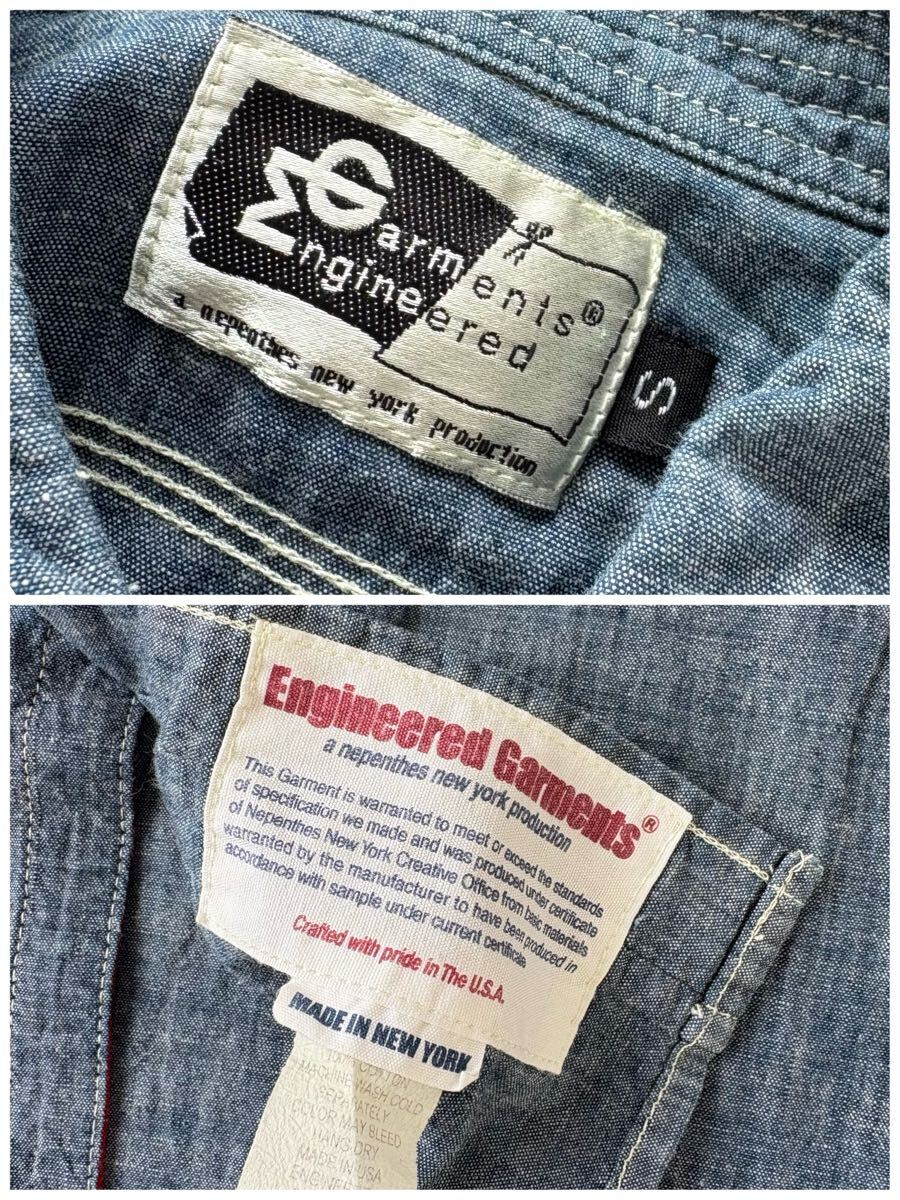 Garments®
Engineered
a nepenthes new york production
S
Engineered Garments®
a nepenthes new york production
This Garment is warranted to meet or exceed the standards
of specification we made and was produced under certificate
of Nepenthes New York Creative Office from basic materials
warranted by the manufacturer to have been produced in
accordance with sample under current certificate
Crafted with pride in The U.S.A.
MADE IN NEW YORK
COTTON
MACHINE WASH COLD
SEPARATELY
COLOR MAY BLEED
HANG DRY
MADE IN USA